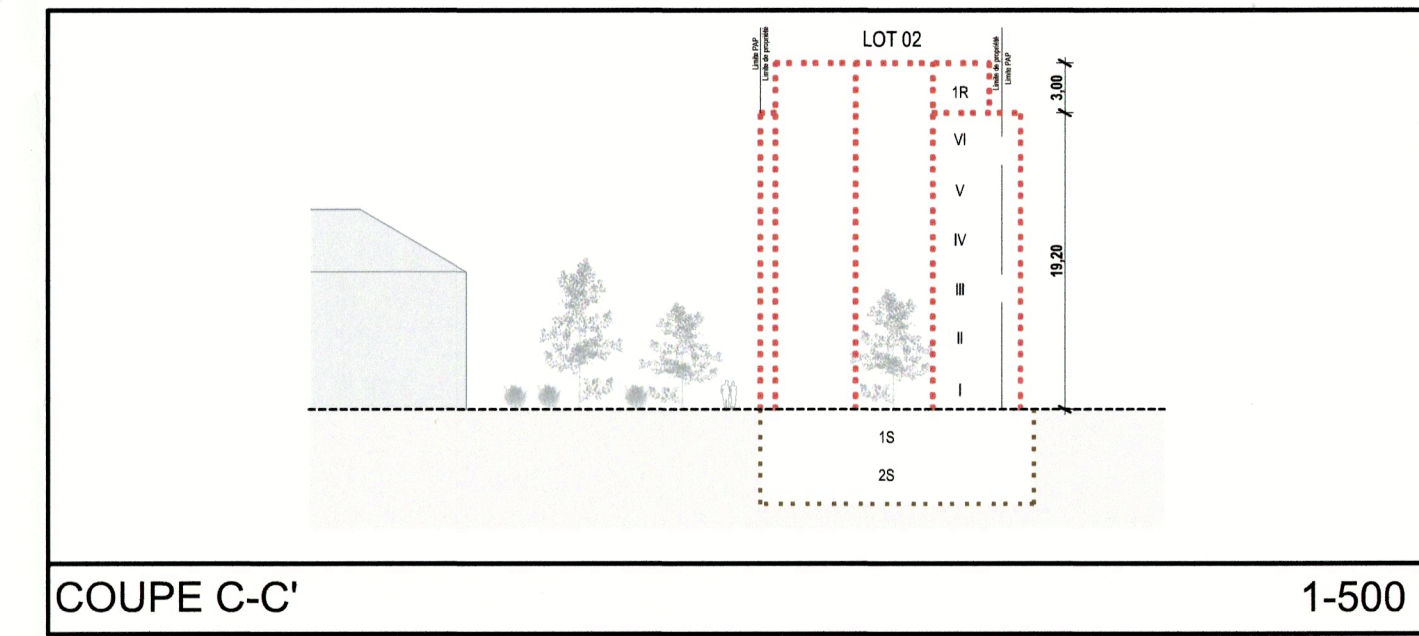 LOT 02
Limite PAP
Limite de propriété
Limite de propriété
Limite PAP
1R
3,00
VI
V
IV
III
II
I
19,20
1S
2S
COUPE C-C'
1-500